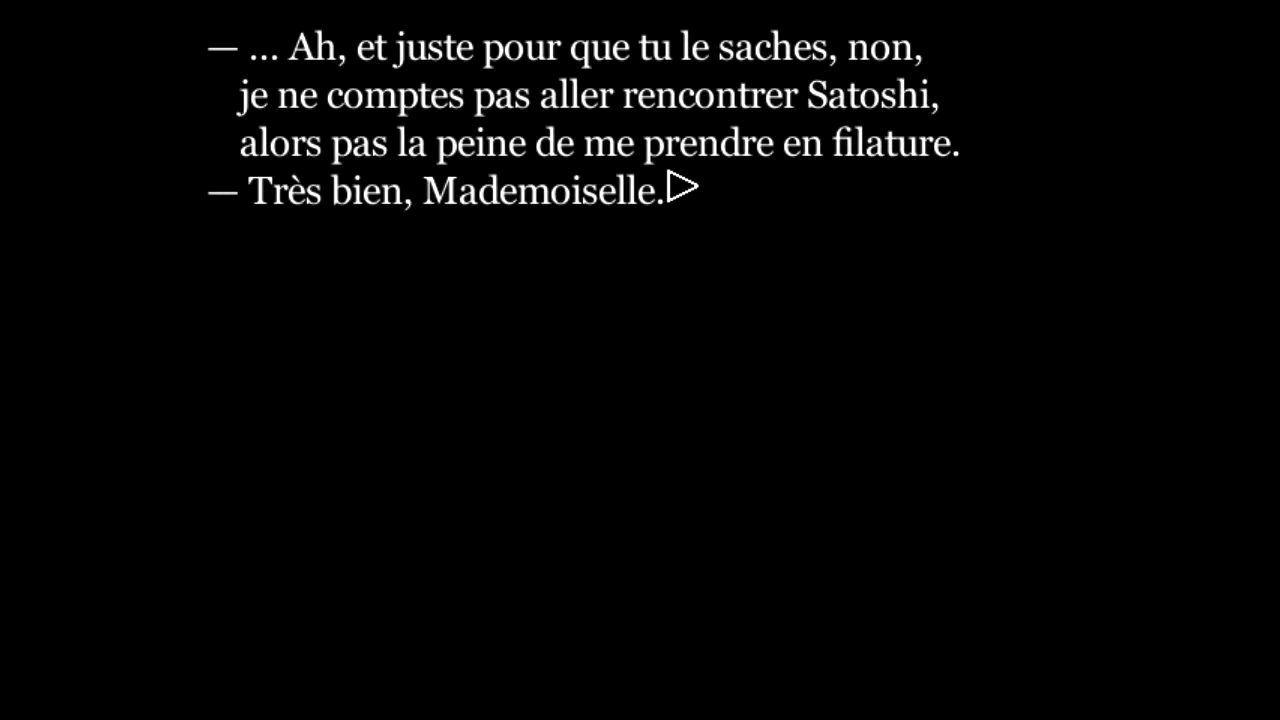 — ... Ah, et juste pour que tu le saches, non,
je ne comptes pas aller rencontrer Satoshi,
alors pas la peine de me prendre en filature.
— Très bien, Mademoiselle.